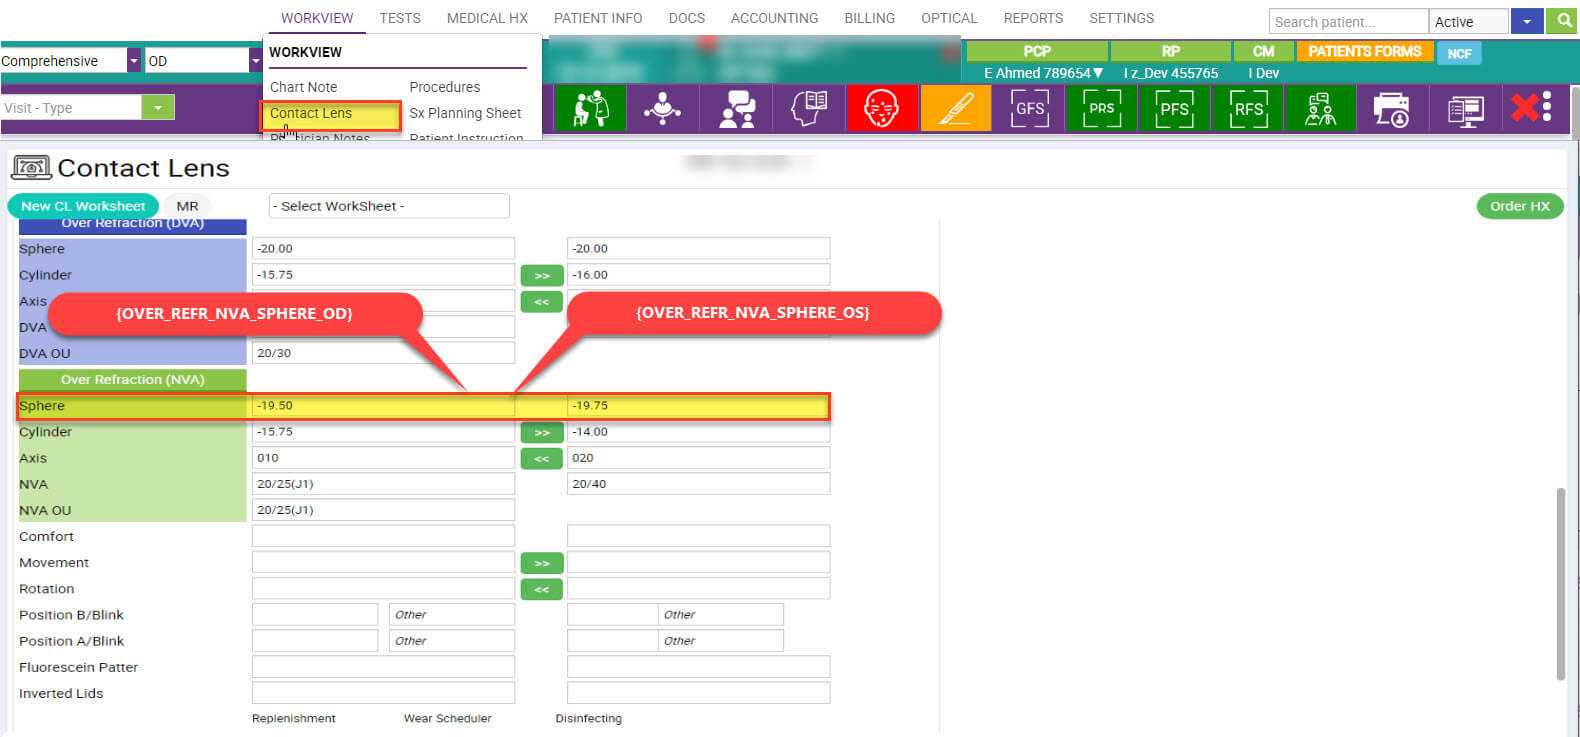 WORKVIEW TESTS MEDICAL HX PATIENT INFO DOCS ACCOUNTING BILLING OPTICAL REPORTS SETTINGS Search patient... Active
WORKVIEW
Comprehensive OD
PCP RP CM PATIENTS FORMS NCF
E Ahmed 789654▼ I z_Dev 455765 I Dev
Chart Note Procedures
Visit - Type
GFS PRS PFS RFS
Contact Lens Sx Planning Sheet
Patient Instruction
Contact Lens
New CL Worksheet MR - Select WorkSheet - Order HX
Over Refraction (DVA)
Sphere -20.00 -20.00
Cylinder -15.75 >> -16.00
Axis <<
{OVER_REFR_NVA_SPHERE_OD} {OVER_REFR_NVA_SPHERE_OS}
DVA
DVA OU 20/30
Over Refraction (NVA)
Sphere -19.50 -19.75
Cylinder -15.75 >> -14.00
Axis 010 << 020
NVA 20/25(J1) 20/40
NVA OU 20/25(J1)
Comfort
Movement >>
Rotation <<
Position B/Blink Other Other
Position A/Blink Other Other
Fluorescein Patter
Inverted Lids
Replenishment Wear Scheduler Disinfecting